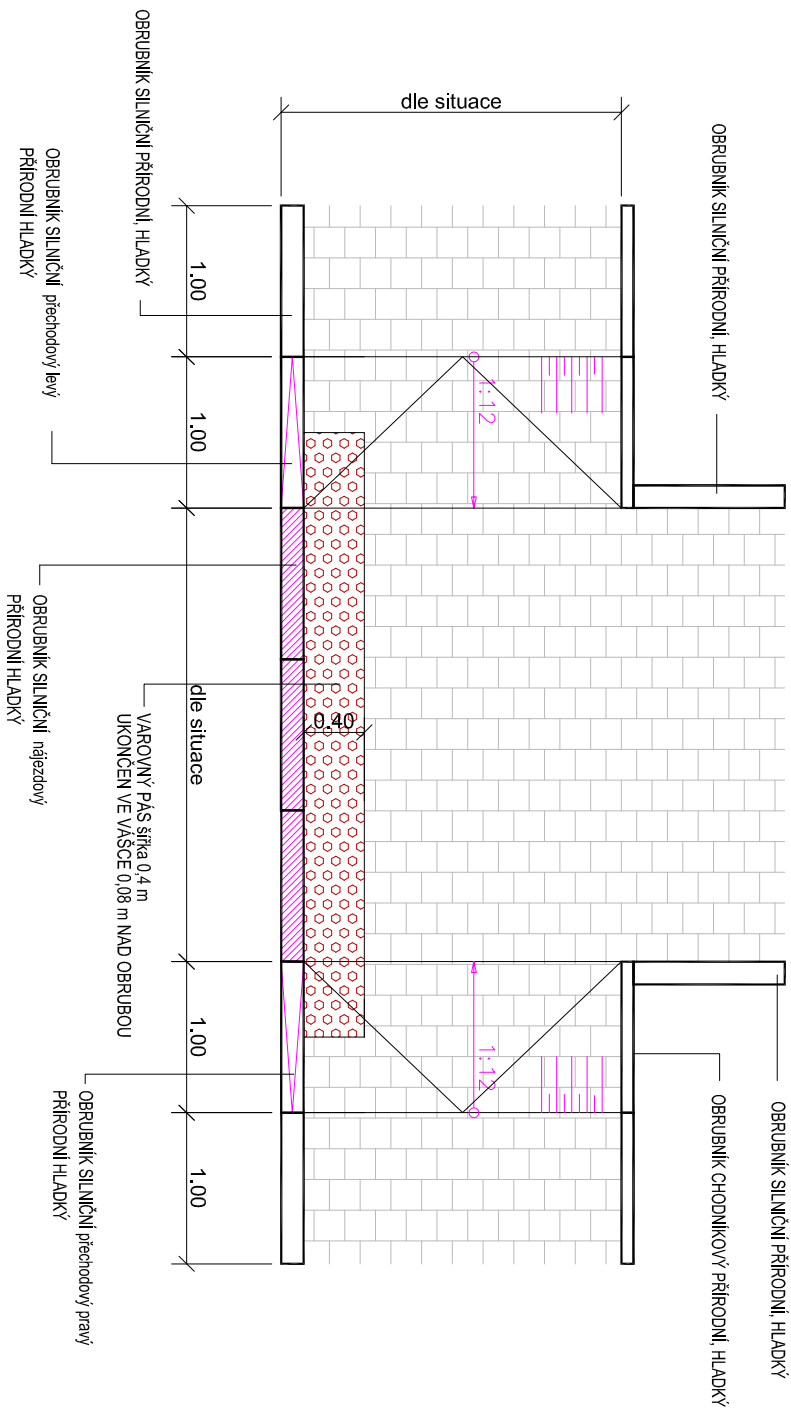 dle situace
OBRUBNÍK SILNIČNÍ PŘÍRODNÍ, HLADKÝ
OBRUBNÍK SILNIČNÍ PŘÍRODNÍ, HLADKÝ
OBRUBNÍK SILNIČNÍ přechodový levý
PŘÍRODNÍ HLADKÝ
1.00
1.00
1:12
dle situace
0.40
OBRUBNÍK SILNIČNÍ nájezdový
PŘÍRODNÍ HLADKÝ
VAROVNÝ PÁS šířka 0,4 m
UKONČEN VE VÁŠCE 0,08 m NAD OBRUBOU
1.00
1.00
1:12
OBRUBNÍK SILNIČNÍ přechodový pravý
PŘÍRODNÍ HLADKÝ
OBRUBNÍK CHODNÍKOVÝ PŘÍRODNÍ, HLADKÝ
OBRUBNÍK SILNIČNÍ PŘÍRODNÍ, HLADKÝ